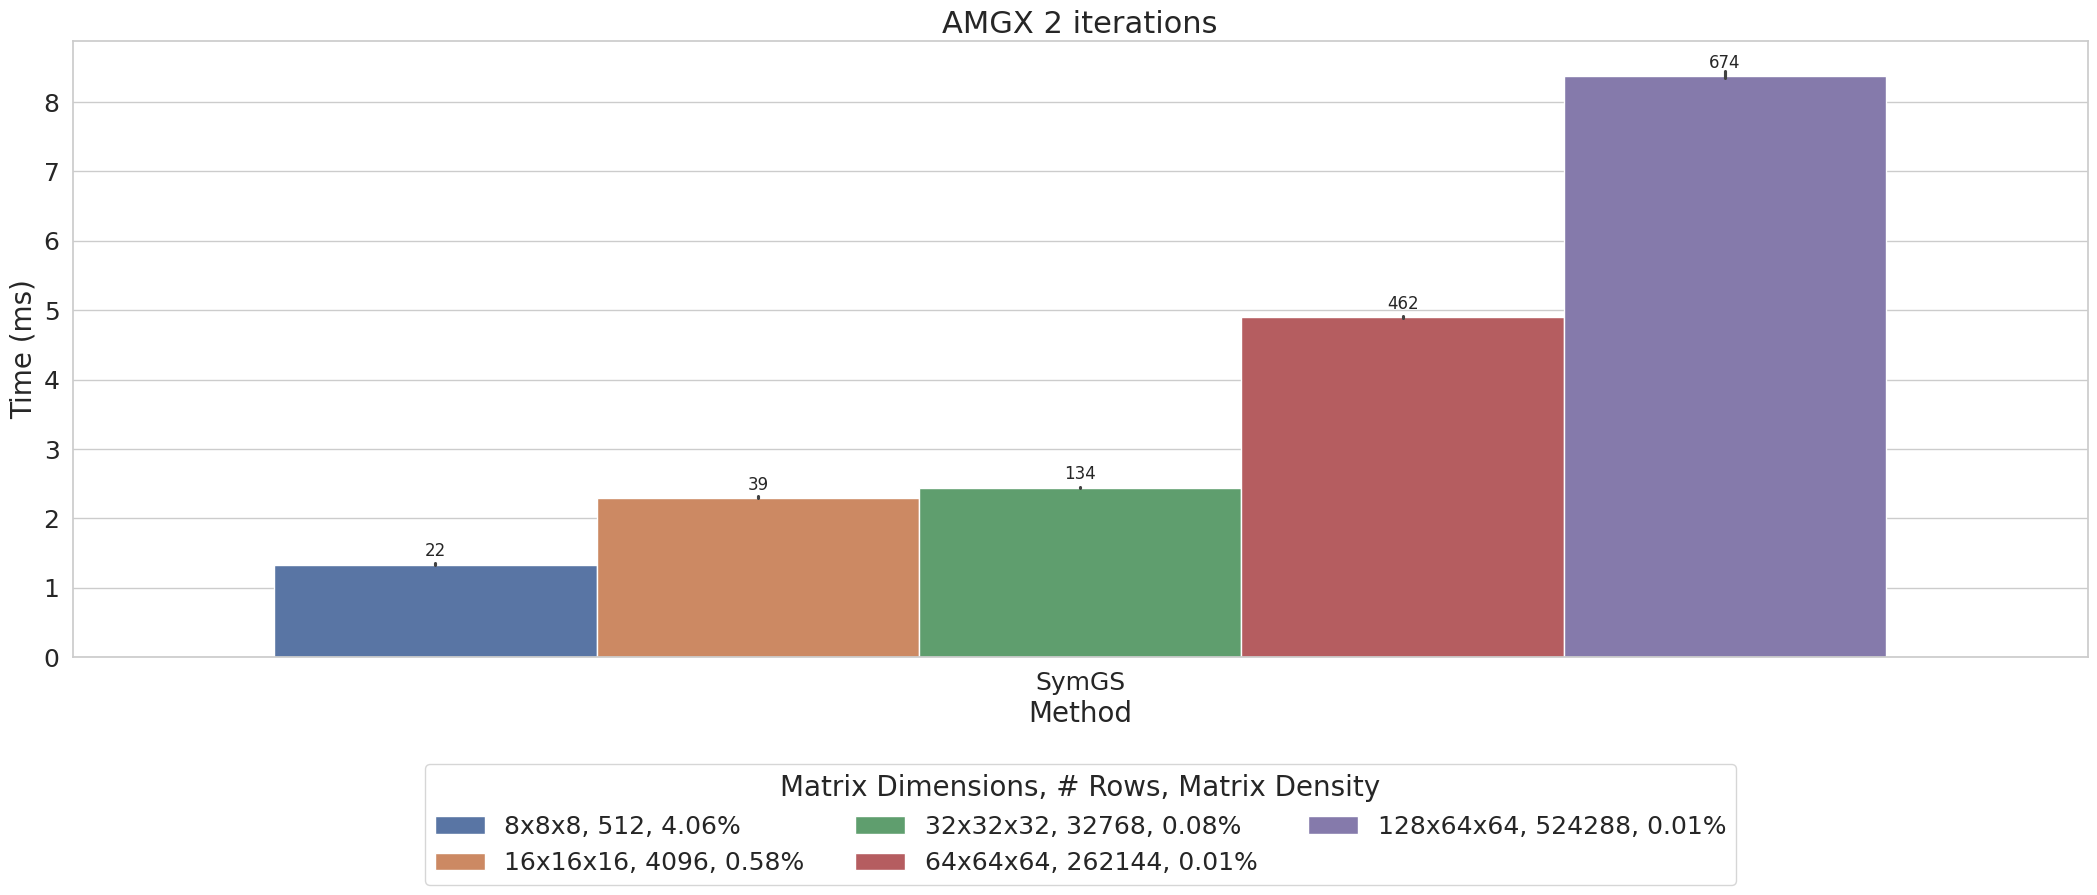 AMGX 2 iterations
674
8
7
6
5
462
4
3
39
134
2
22
1
0
Time (ms)
SymGS
Method
Matrix Dimensions, # Rows, Matrix Density
8x8x8, 512, 4.06%
16x16x16, 4096, 0.58%
32x32x32, 32768, 0.08%
64x64x64, 262144, 0.01%
128x64x64, 524288, 0.01%